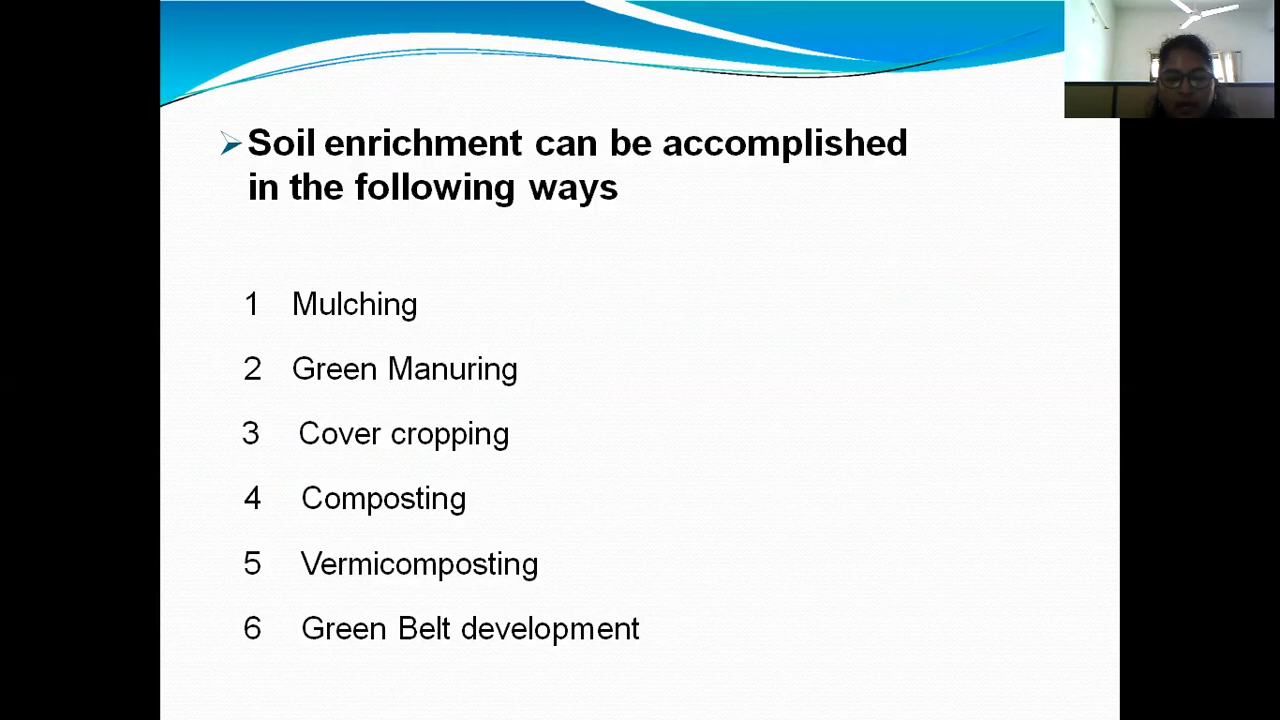 Soil enrichment can be accomplished
in the following ways
1 Mulching
2 Green Manuring
3 Cover cropping
4 Composting
5 Vermicomposting
6 Green Belt development